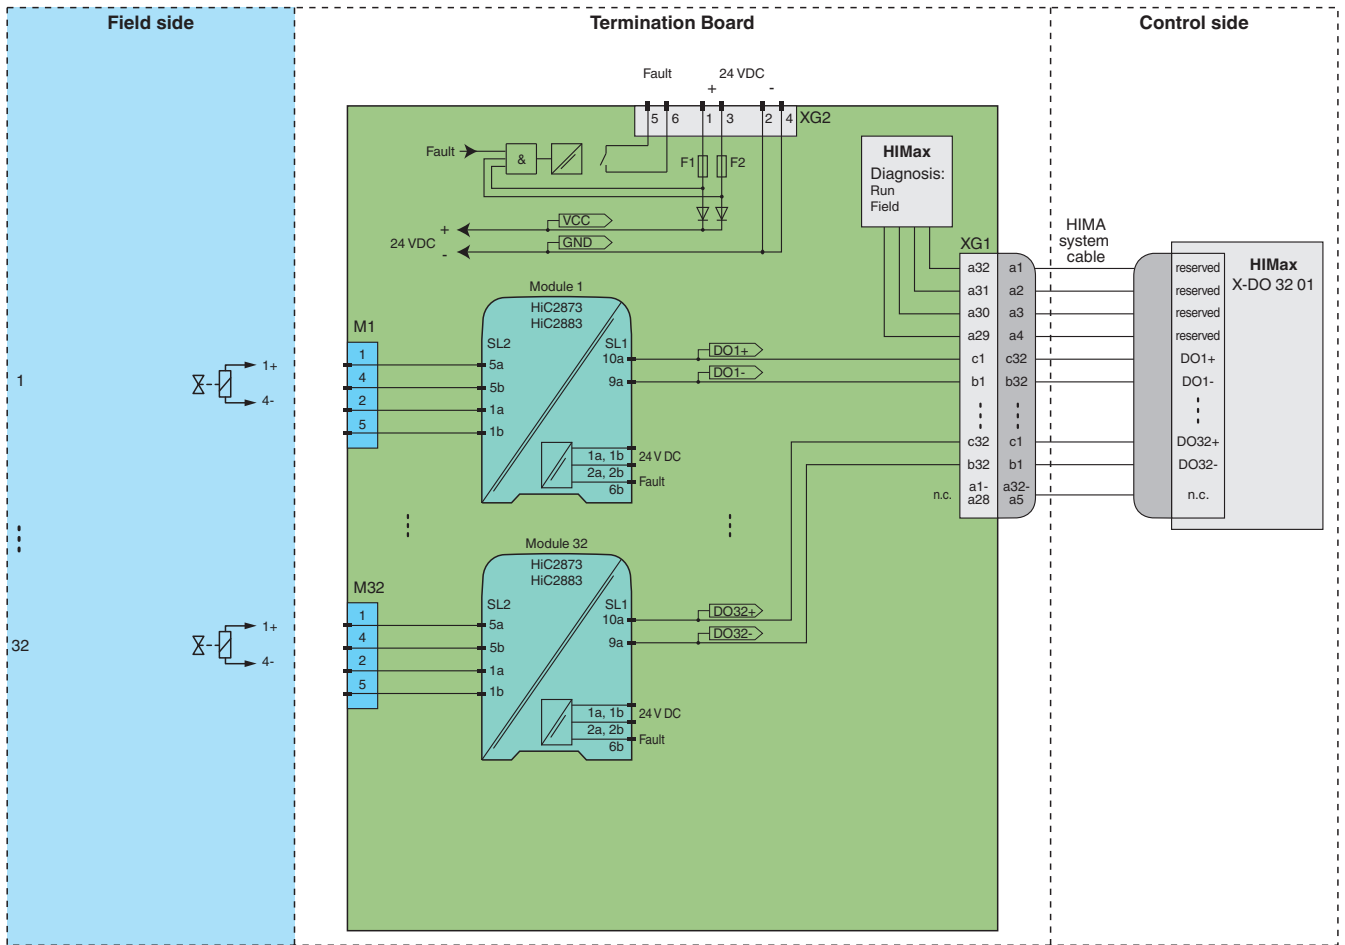 Field side
Termination Board
Control side
Fault
24 VDC
+
-
5
6
1
3
2
4
XG2
Fault
&
F1
F2
VCC
GND
+
24 VDC
-
HIMax
Diagnosis:
Run
Field
XG1
HIMA
system
cable
HIMax
X-DO 32 01
a32 a1 reserved
a31 a2 reserved
a30 a3 reserved
a29 a4 reserved
c1 c32 DO1+
b1 b32 DO1-
c32 c1 DO32+
b32 b1 DO32-
n.c.
a1-
a28
a32-
a5
n.c.
1
1+
4-
M1
1
4
2
5
Module 1
HiC2873
HiC2883
SL2
SL1
5a
5b
1a
1b
10a
9a
DO1+
DO1-
1a, 1b
2a, 2b
6b
24 V DC
Fault
32
1+
4-
M32
1
4
2
5
Module 32
HiC2873
HiC2883
SL2
SL1
5a
5b
1a
1b
10a
9a
DO32+
DO32-
1a, 1b
2a, 2b
6b
24 V DC
Fault